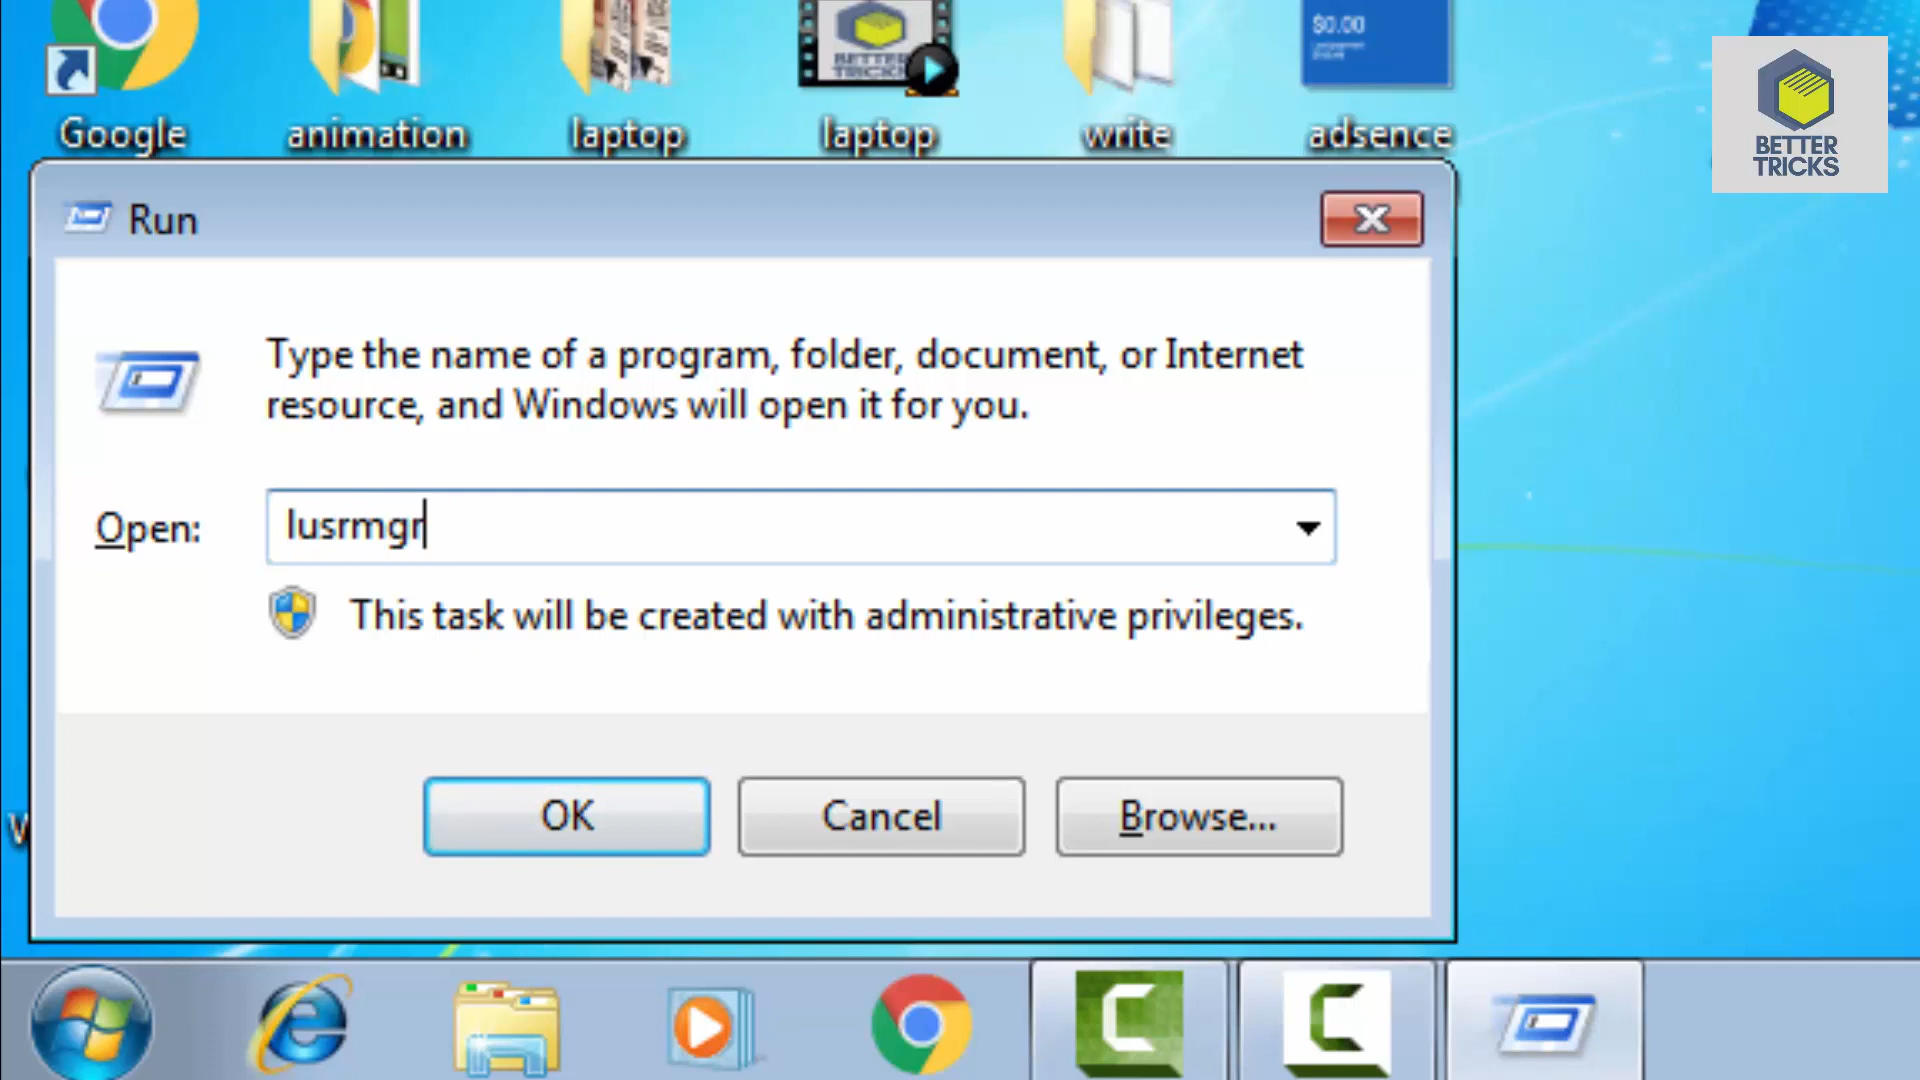 $0.00
BETTER
TRICKS
Google
animation
laptop
laptop
write
adsence
BETTER
TRICKS
Run
Type the name of a program, folder, document, or Internet
resource, and Windows will open it for you.
Open:
lusrmgr
This task will be created with administrative privileges.
OK
Cancel
Browse...